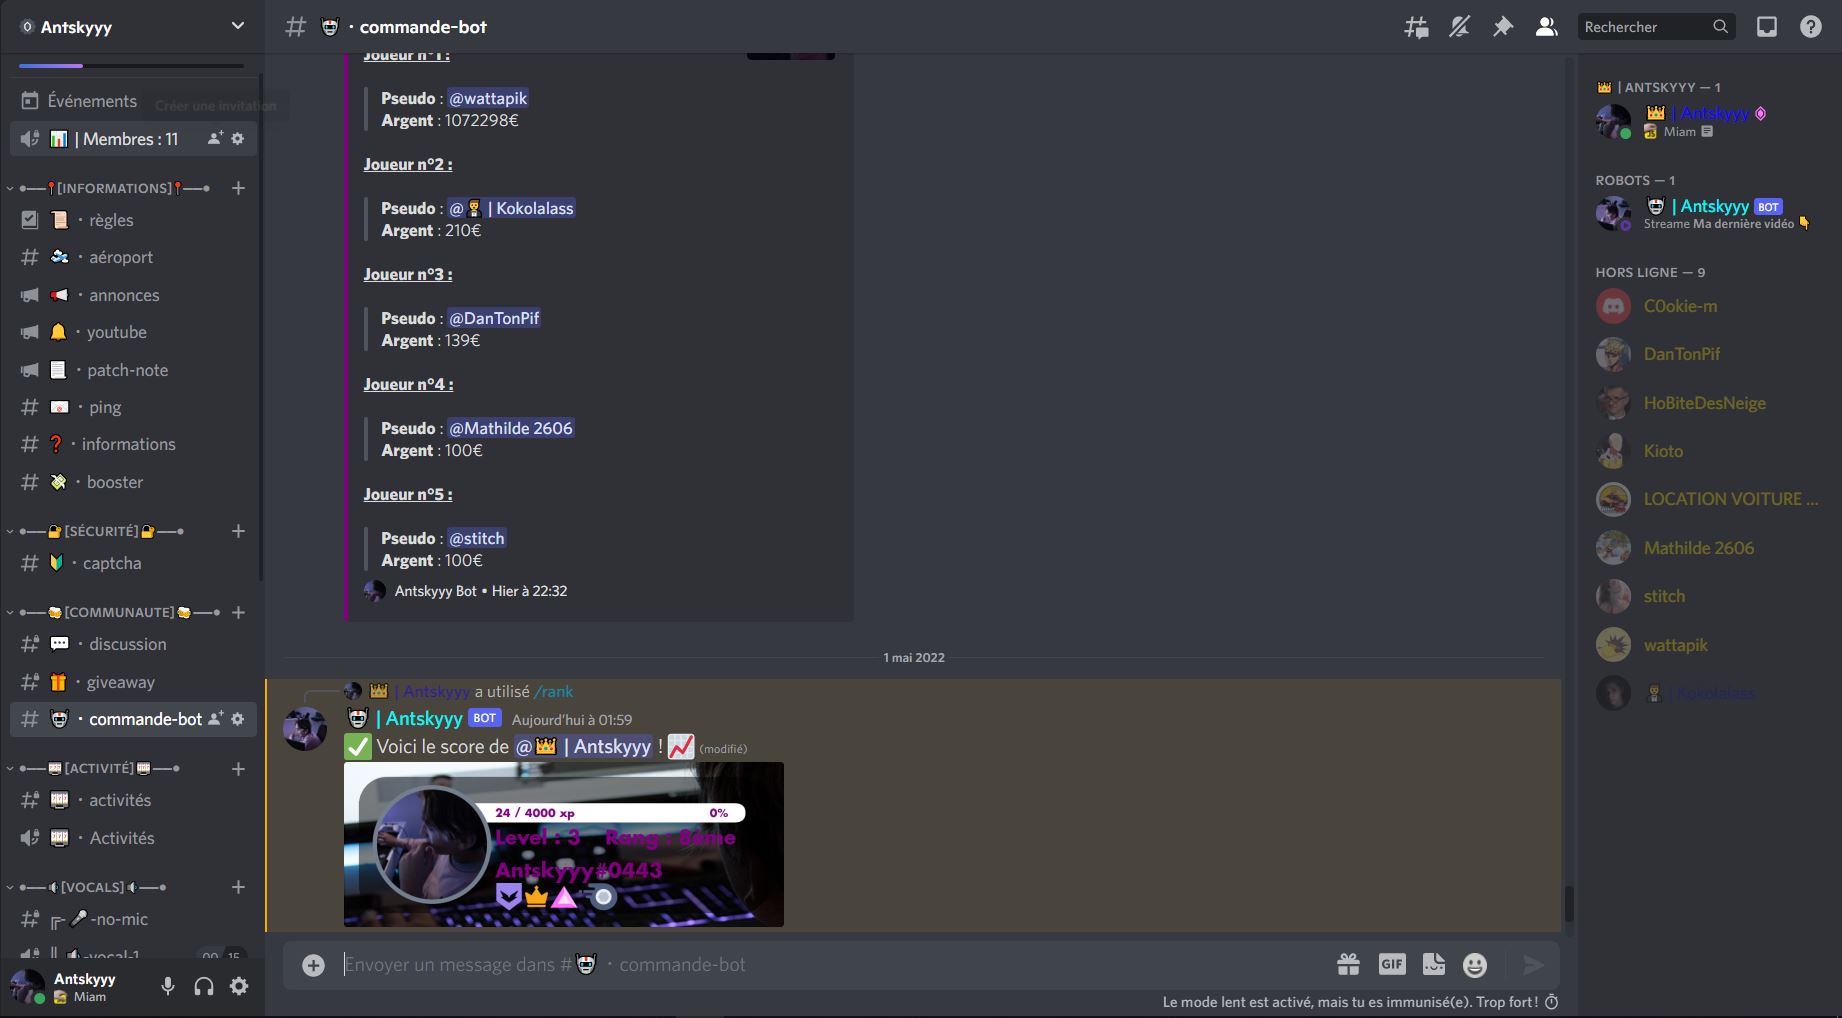 Antskyyy
Événements
Créer une invitation
| Membres : 11
[INFORMATIONS]
· règles
· aéroport
· annonces
· youtube
· patch-note
· ping
· informations
· booster
[SÉCURITÉ]
· captcha
[COMMUNAUTE]
· discussion
· giveaway
· commande-bot
[ACTIVITÉ]
· activités
· Activités
[VOCALS]
-no-mic
-vocal-1
00 15
Antskyyy
Miam
# 🤖 · commande-bot
Rechercher
Joueur n°1 :
Pseudo : @wattapik
Argent : 1072298€
Joueur n°2 :
Pseudo : @🤵 | Kokolalass
Argent : 210€
Joueur n°3 :
Pseudo : @DanTonPif
Argent : 139€
Joueur n°4 :
Pseudo : @Mathilde 2606
Argent : 100€
Joueur n°5 :
Pseudo : @stitch
Argent : 100€
Antskyyy Bot • Hier à 22:32
1 mai 2022
👑 | Antskyyy a utilisé /rank
🤖 | Antskyyy BOT Aujourd'hui à 01:59
✅ Voici le score de @👑 | Antskyyy ! 📈 (modifié)
24 / 4000 xp 0%
Level : 3 Rang : 8ème
Antskyyy#0443
Envoyer un message dans #🤖 · commande-bot
GIF
Le mode lent est activé, mais tu es immunisé(e). Trop fort !
👑 | ANTSKYYY — 1
👑 | Antskyyy
Miam
ROBOTS — 1
🤖 | Antskyyy BOT
Streame Ma dernière vidéo 👇
HORS LIGNE — 9
C0okie-m
DanTonPif
HoBiteDesNeige
Kioto
LOCATION VOITURE ...
Mathilde 2606
stitch
wattapik
🤵 | Kokolalass